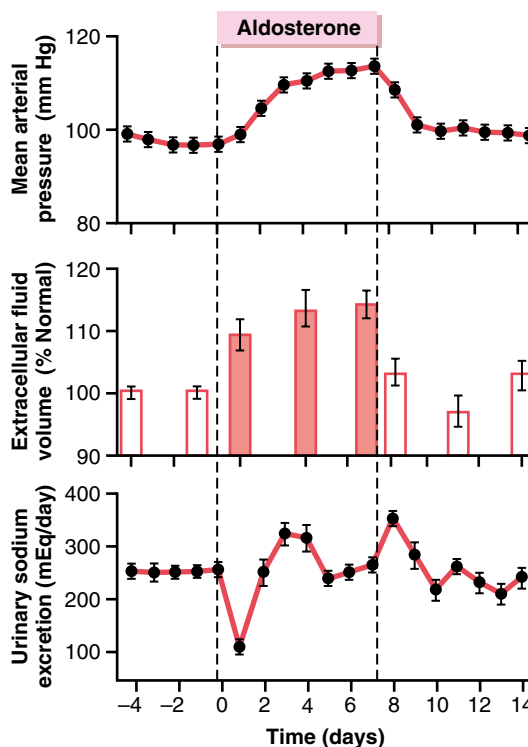 Aldosterone
Mean arterial
pressure (mm Hg)
120
100
80
Extracellular fluid
volume (% Normal)
120
110
100
90
Urinary sodium
excretion (mEq/day)
400
300
200
100
–4 –2 0 2 4 6 8 10 12 14
Time (days)